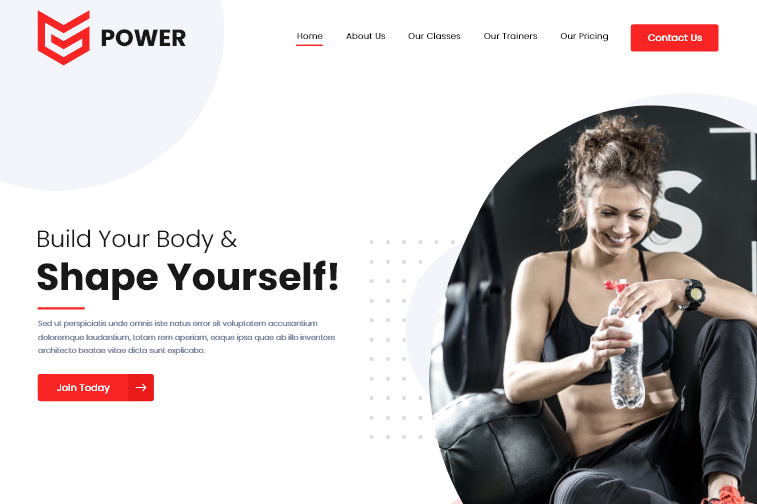 POWER
Home About Us Our Classes Our Trainers Our Pricing Contact Us
Build Your Body &
Shape Yourself!
Sed ut perspiciatis unde omnis iste natus error sit voluptatem accusantium
doloremque laudantium, totam rem aperiam, eaque ipsa quae ab illo inventore
architecto beatae vitae dicta sunt explicabo.
Join Today
S